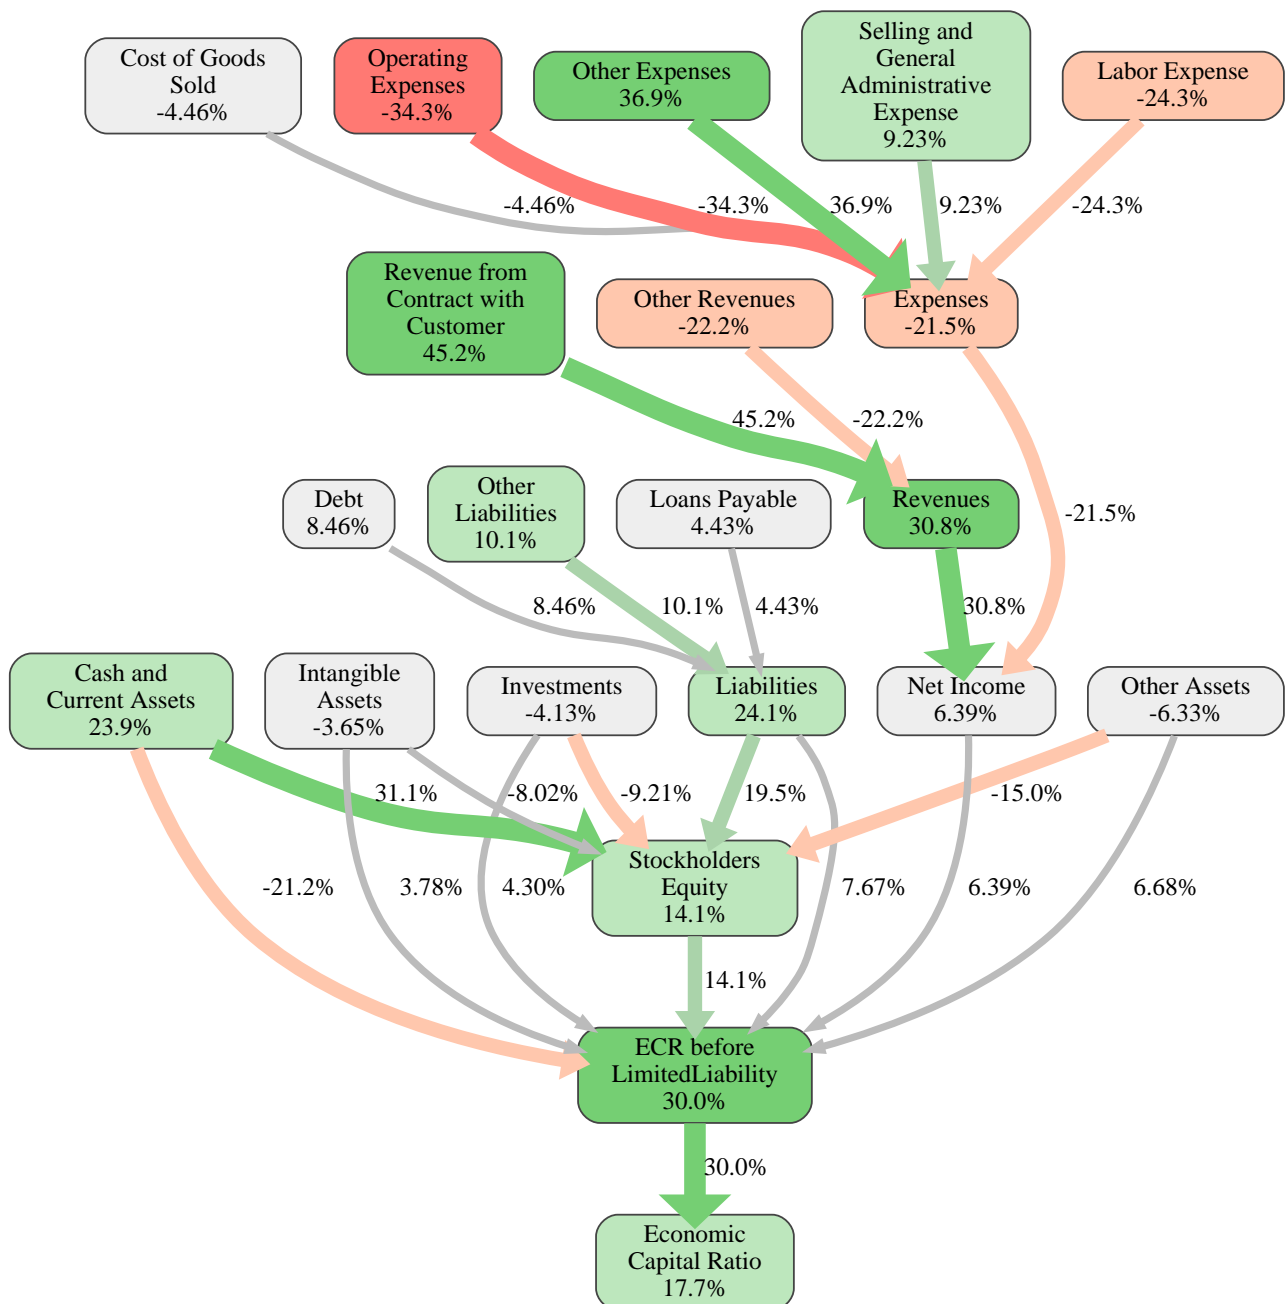 Cost of Goods
Sold
-4.46%
Operating
Expenses
-34.3%
Other Expenses
36.9%
Selling and
General
Administrative
Expense
9.23%
Labor Expense
-24.3%
-4.46%
-34.3%
36.9%
9.23%
-24.3%
Revenue from
Contract with
Customer
45.2%
Other Revenues
-22.2%
Expenses
-21.5%
45.2%
-22.2%
-21.5%
Debt
8.46%
Other
Liabilities
10.1%
Loans Payable
4.43%
Revenues
30.8%
8.46%
10.1%
4.43%
30.8%
Cash and
Current Assets
23.9%
Intangible
Assets
-3.65%
Investments
-4.13%
Liabilities
24.1%
Net Income
6.39%
Other Assets
-6.33%
31.1%
-8.02%
-9.21%
19.5%
-15.0%
Stockholders
Equity
14.1%
-21.2%
3.78%
4.30%
7.67%
6.39%
6.68%
14.1%
ECR before
LimitedLiability
30.0%
30.0%
Economic
Capital Ratio
17.7%